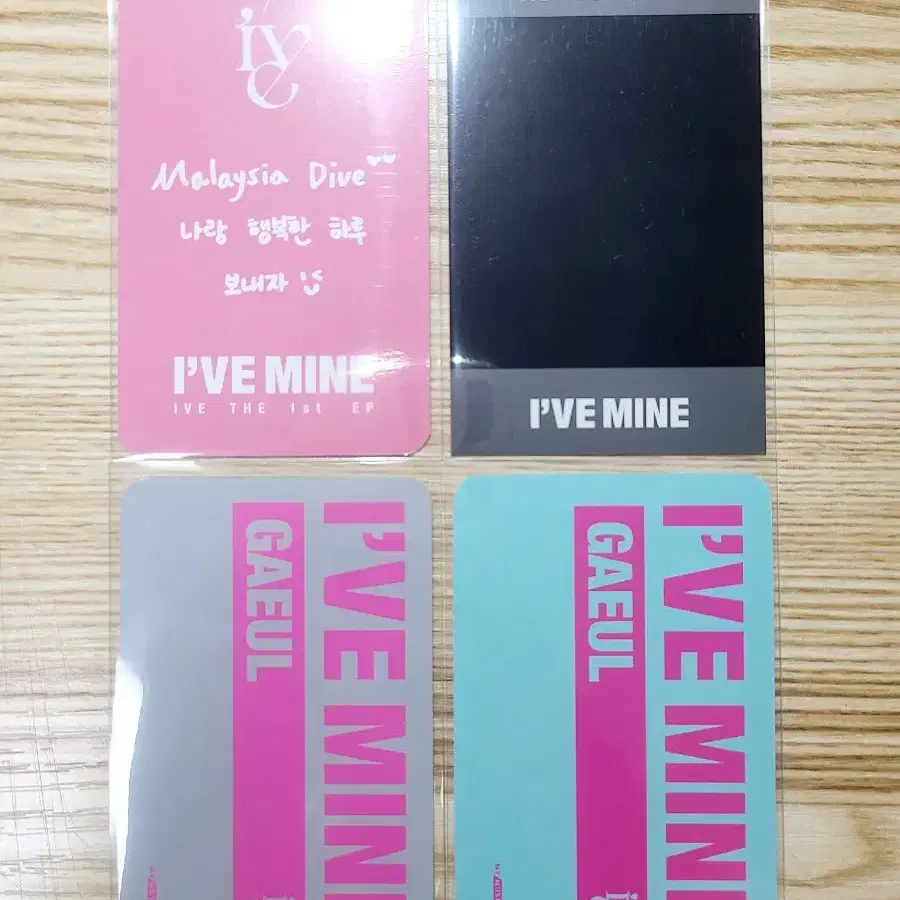 ive
Malaysia Dive
나랑 행복한 하루
보내자
I'VE MINE
IVE THE 1st EP
I'VE MINE
I'VE MINE
GAEUL
I'VE MINE
GAEUL